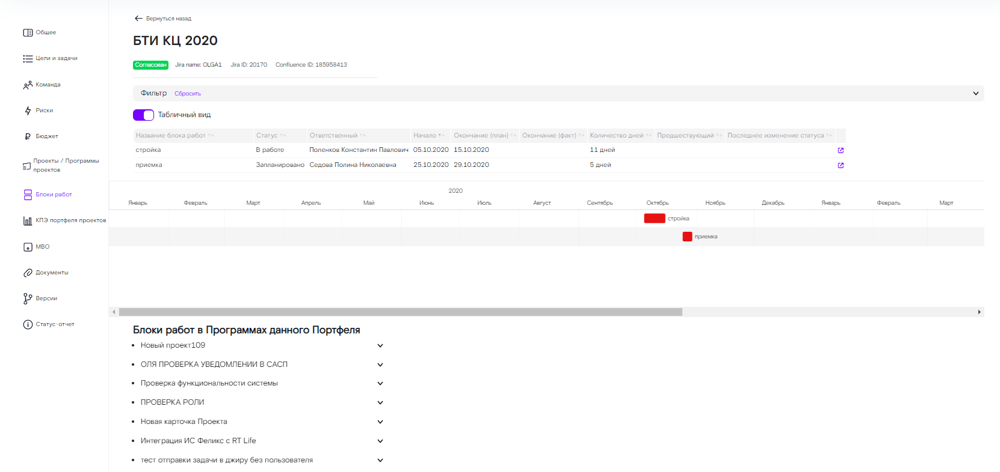 Вернуться назад
БТИ КЦ 2020
Согласован Jira name: OLGA1 Jira ID: 20170 Confluence ID: 185958413
Общее
Цели и задачи
Команда
Риски
Бюджет
Проекты / Программы
проектов
Блоки работ
КПЭ портфеля проектов
МВО
Документы
Версии
Статус-отчет
Фильтр Сбросить
Табличный вид
Название блока работ Статус Ответственный Начало Окончание (план) Окончание (факт) Количество дней Предшествующий Последнее изменение статуса
стройка В работе Поленков Константин Павлович 05.10.2020 15.10.2020 11 дней
приемка Запланировано Седова Полина Николаевна 25.10.2020 29.10.2020 5 дней
2020
Январь Февраль Март Апрель Май Июнь Июль Август Сентябрь Октябрь Ноябрь Декабрь Январь Февраль Март
стройка
приемка
Блоки работ в Программах данного Портфеля
Новый проект109
ОЛЯ ПРОВЕРКА УВЕДОМЛЕНИИ В САСП
Проверка функциональности системы
ПРОВЕРКА РОЛИ
Новая карточка Проекта
Интеграция ИС Феликс с RT Life
тест отправки задачи в джиру без пользователя